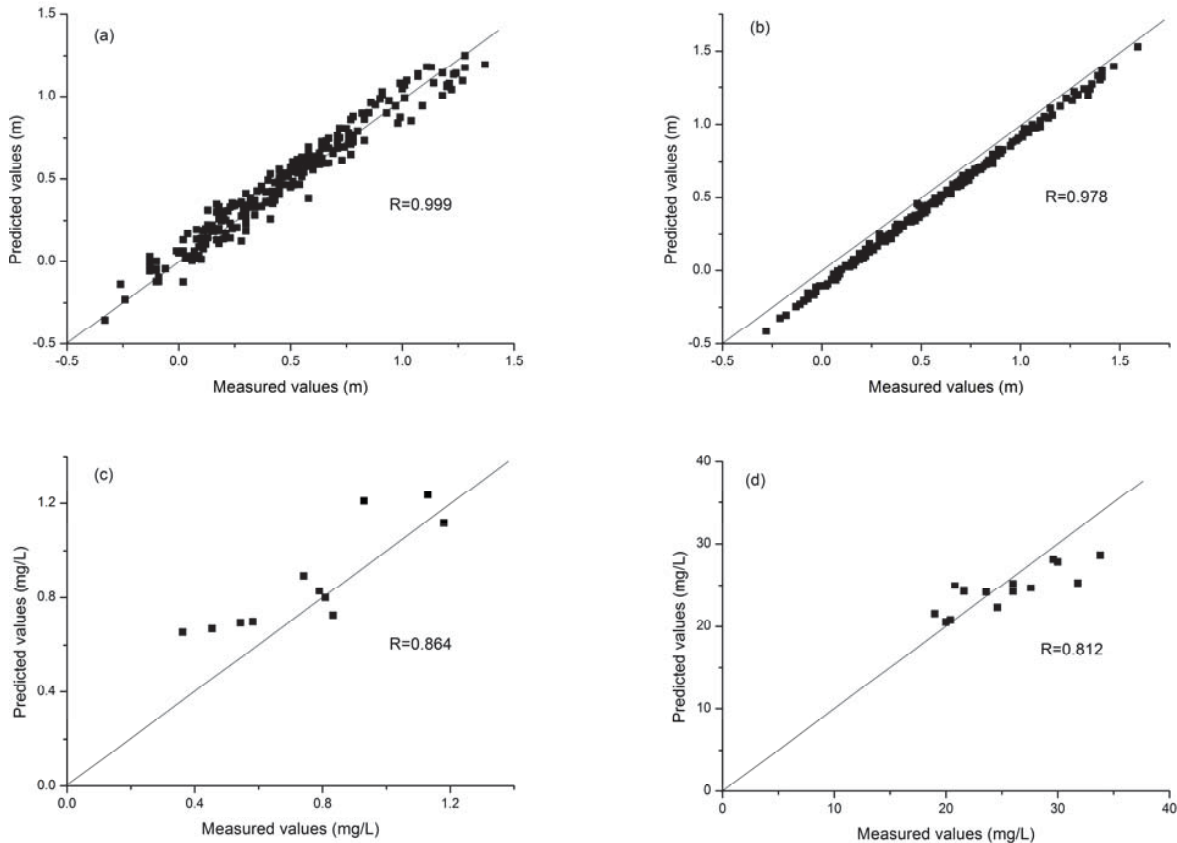 (a)
Predicted values (m)
1.5
1.0
0.5
0.0
-0.5
R=0.999
-0.5 0.0 0.5 1.0 1.5
Measured values (m)
(b)
Predicted values (m)
1.5
1.0
0.5
0.0
-0.5
R=0.978
-0.5 0.0 0.5 1.0 1.5
Measured values (m)
(c)
Predicted values (mg/L)
1.2
0.8
0.4
0.0
R=0.864
0.0 0.4 0.8 1.2
Measured values (mg/L)
(d)
Predicted values (mg/L)
40
30
20
10
0
R=0.812
0 10 20 30 40
Measured values (mg/L)